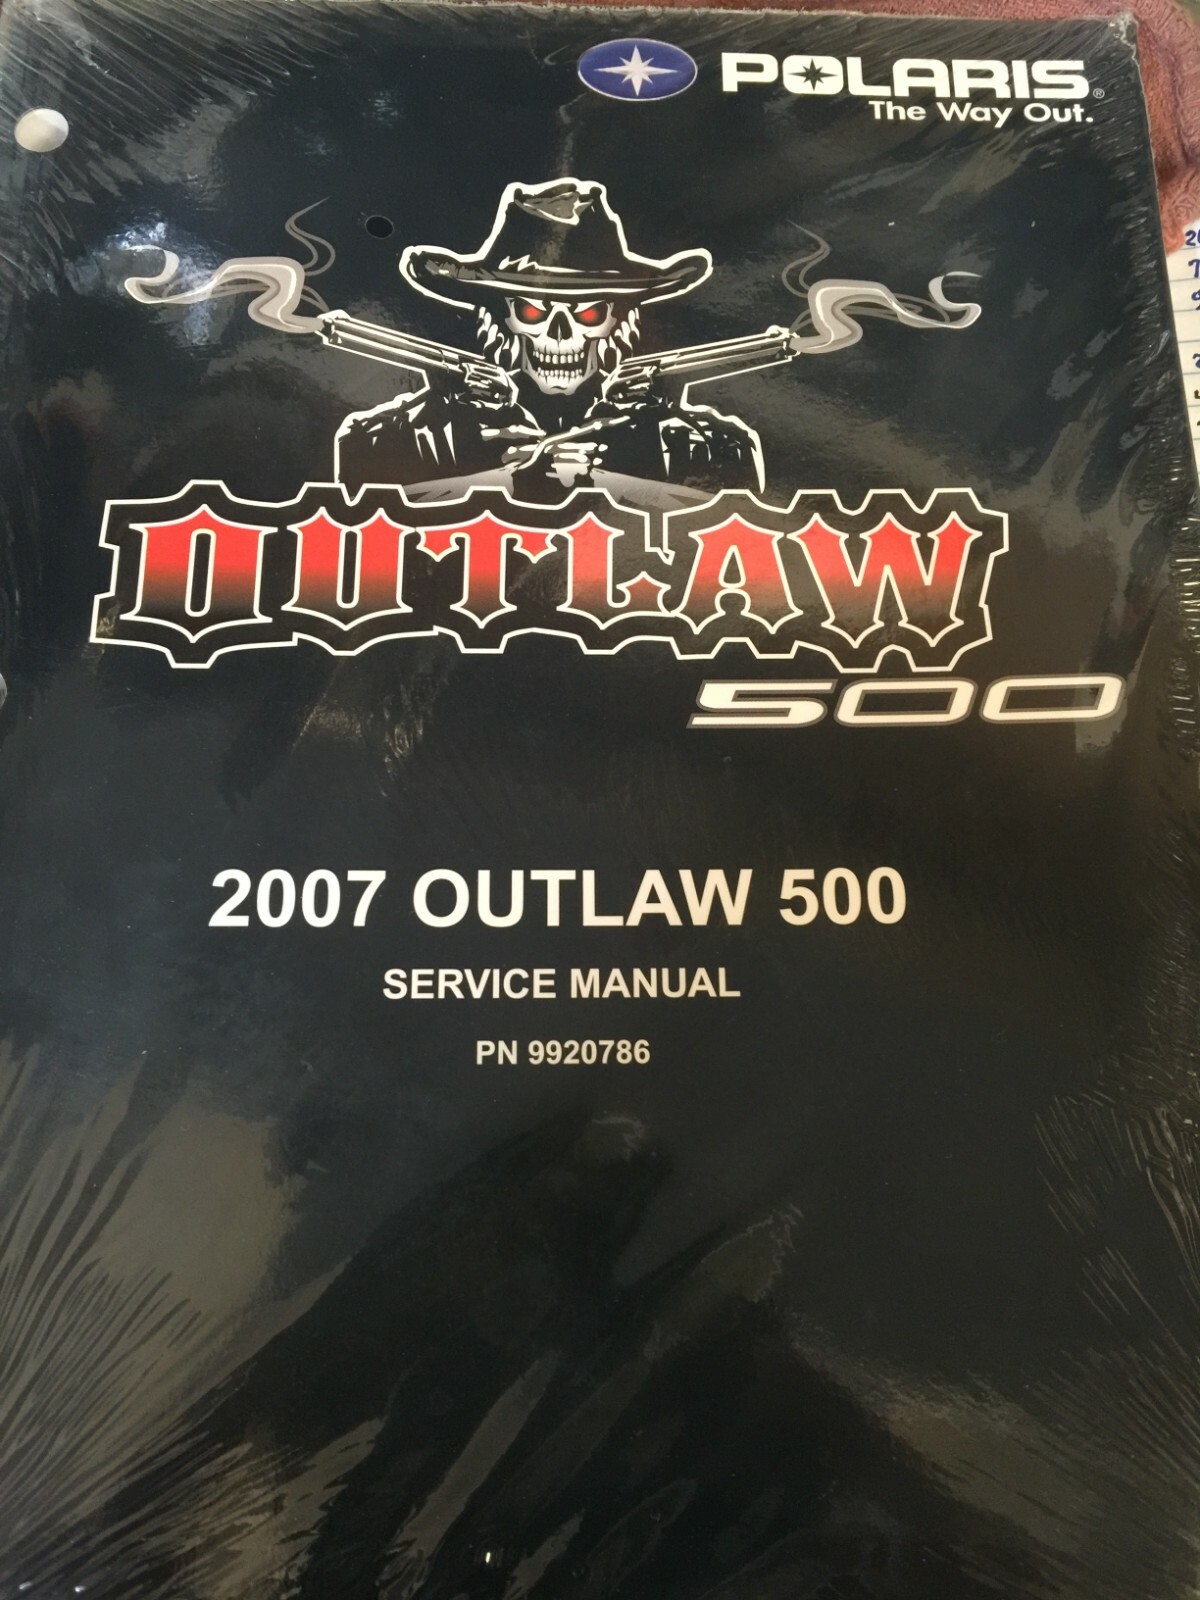 POLARIS®
The Way Out.
OUTLAW
500
2007 OUTLAW 500
SERVICE MANUAL
PN 9920786